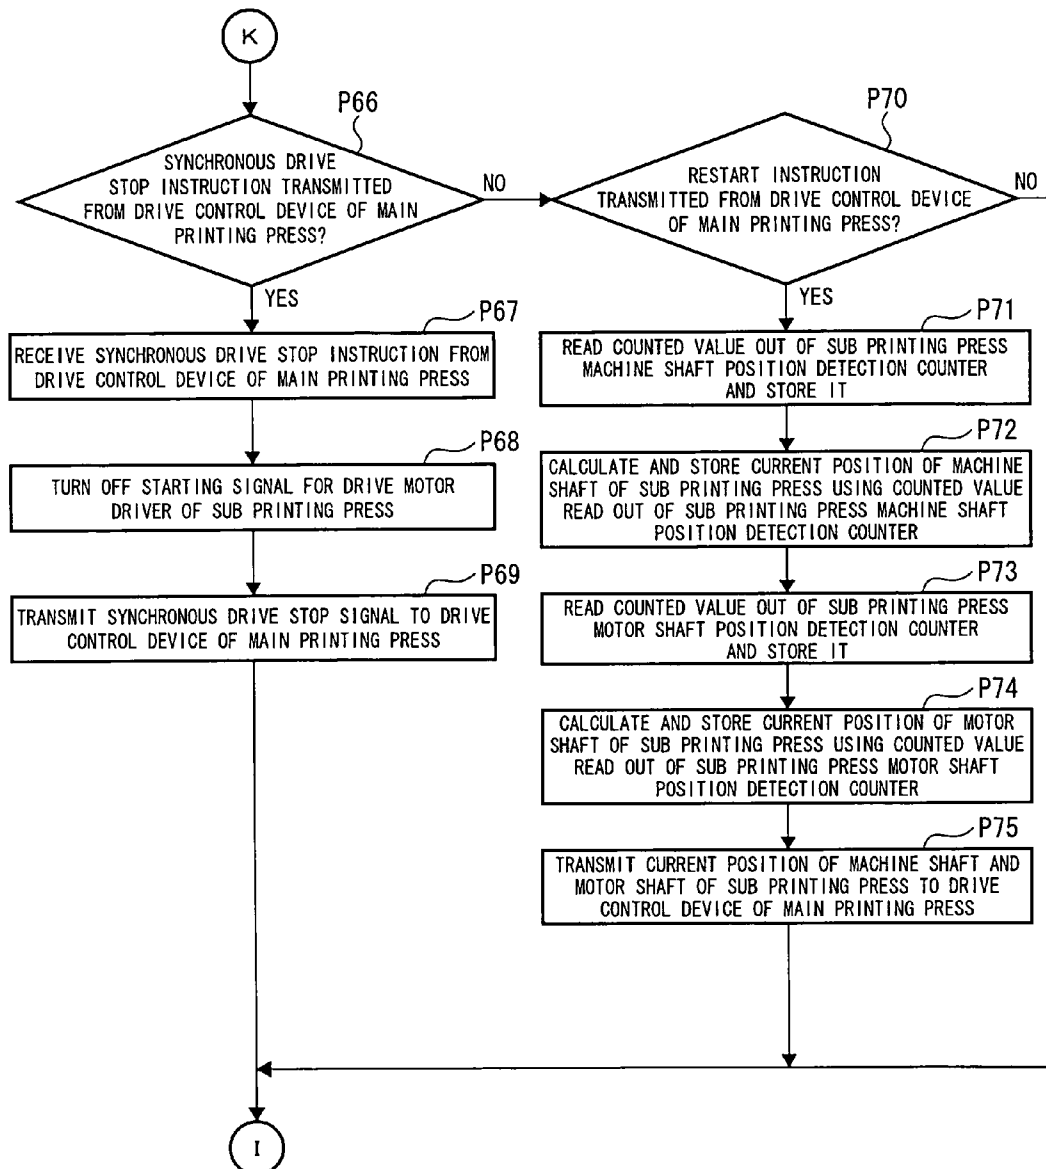 K
P66
SYNCHRONOUS DRIVE
STOP INSTRUCTION TRANSMITTED
FROM DRIVE CONTROL DEVICE OF MAIN
PRINTING PRESS?
NO
YES
P67
RECEIVE SYNCHRONOUS DRIVE STOP INSTRUCTION FROM
DRIVE CONTROL DEVICE OF MAIN PRINTING PRESS
P68
TURN OFF STARTING SIGNAL FOR DRIVE MOTOR
DRIVER OF SUB PRINTING PRESS
P69
TRANSMIT SYNCHRONOUS DRIVE STOP SIGNAL TO DRIVE
CONTROL DEVICE OF MAIN PRINTING PRESS
P70
RESTART INSTRUCTION
TRANSMITTED FROM DRIVE CONTROL DEVICE
OF MAIN PRINTING PRESS?
NO
YES
P71
READ COUNTED VALUE OUT OF SUB PRINTING PRESS
MACHINE SHAFT POSITION DETECTION COUNTER
AND STORE IT
P72
CALCULATE AND STORE CURRENT POSITION OF MACHINE
SHAFT OF SUB PRINTING PRESS USING COUNTED VALUE
READ OUT OF SUB PRINTING PRESS MACHINE SHAFT
POSITION DETECTION COUNTER
P73
READ COUNTED VALUE OUT OF SUB PRINTING PRESS
MOTOR SHAFT POSITION DETECTION COUNTER
AND STORE IT
P74
CALCULATE AND STORE CURRENT POSITION OF MOTOR
SHAFT OF SUB PRINTING PRESS USING COUNTED VALUE
READ OUT OF SUB PRINTING PRESS MOTOR SHAFT
POSITION DETECTION COUNTER
P75
TRANSMIT CURRENT POSITION OF MACHINE SHAFT AND
MOTOR SHAFT OF SUB PRINTING PRESS TO DRIVE
CONTROL DEVICE OF MAIN PRINTING PRESS
I